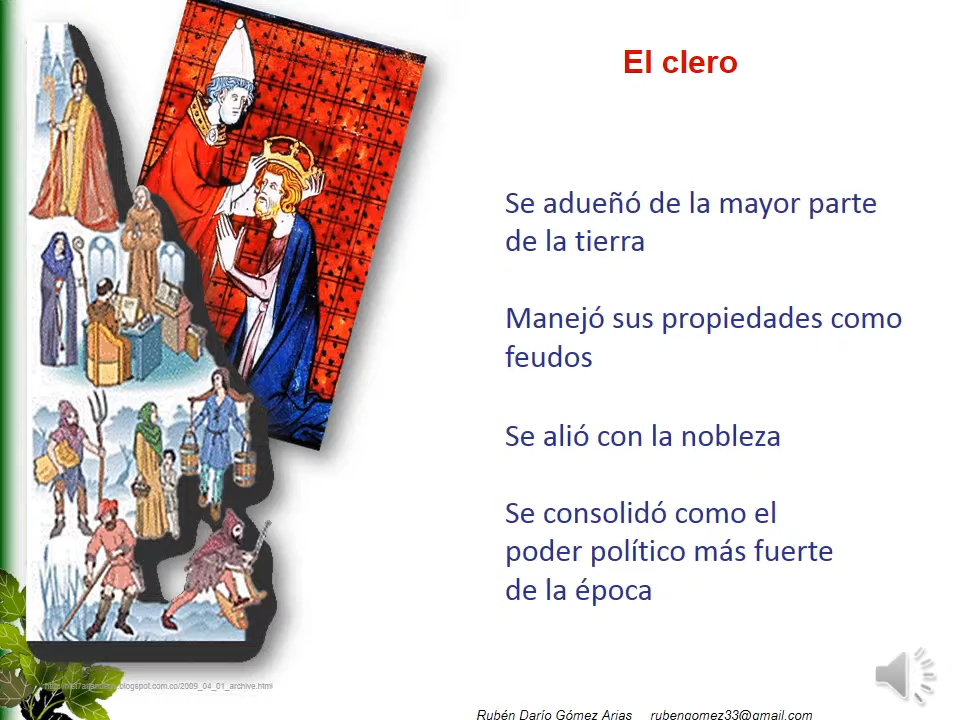 El clero
Se adueñó de la mayor parte
de la tierra
Manejó sus propiedades como
feudos
Se alió con la nobleza
Se consolidó como el
poder político más fuerte
de la época
Rubén Darío Gómez Arias rubengomez33@gmail.com